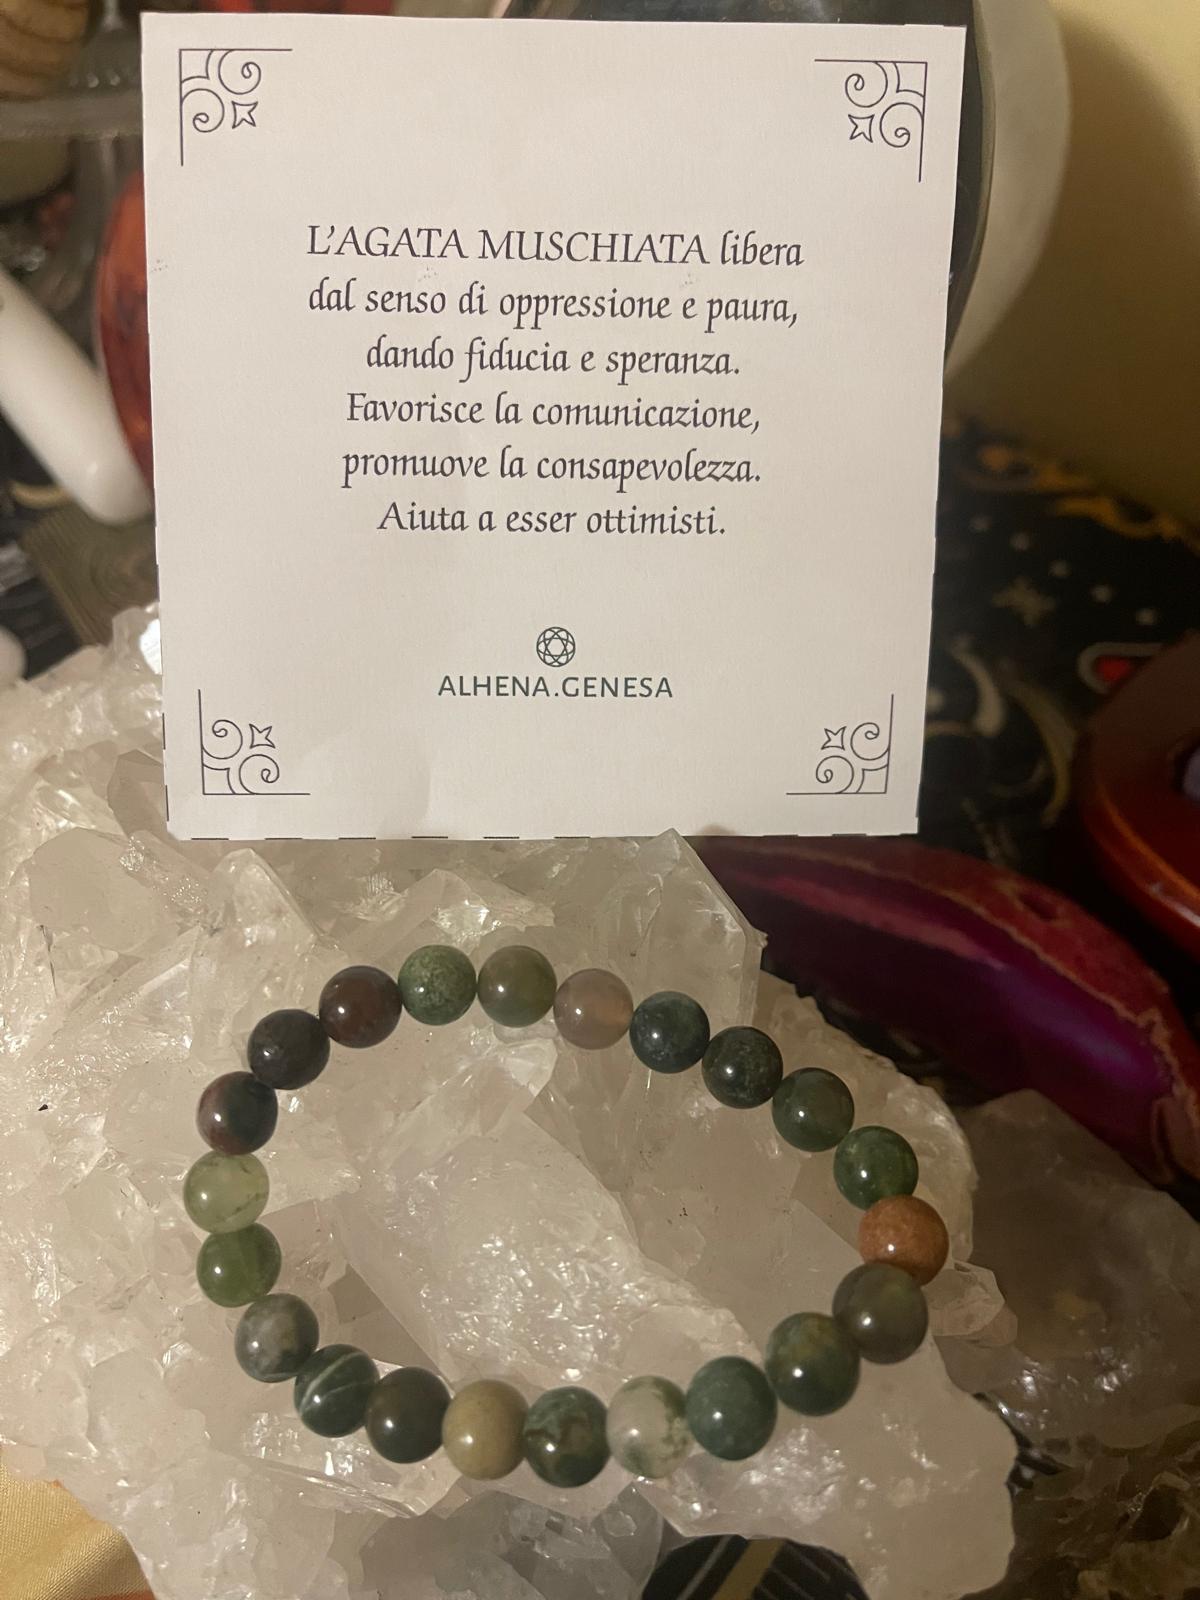 L'AGATA MUSCHIATA libera
dal senso di oppressione e paura,
dando fiducia e speranza.
Favorisce la comunicazione,
promuove la consapevolezza.
Aiuta a esser ottimisti.
ALHENA.GENESA